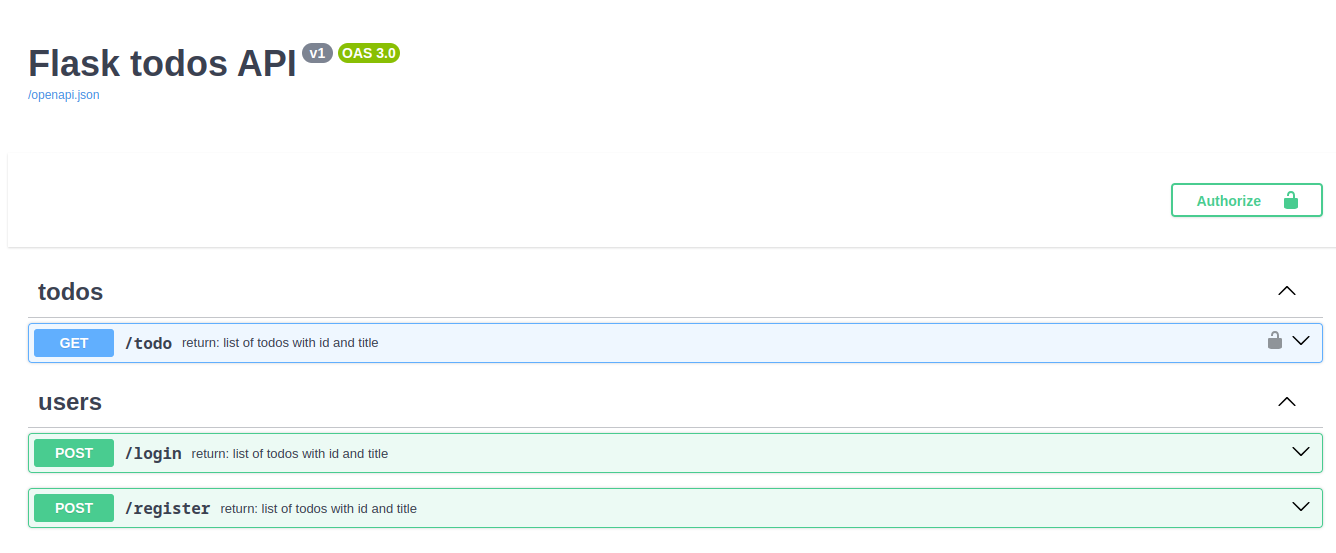 Flask todos API v1 OAS 3.0
/openapi.json
Authorize
todos
GET /todo return: list of todos with id and title
users
POST /login return: list of todos with id and title
POST /register return: list of todos with id and title